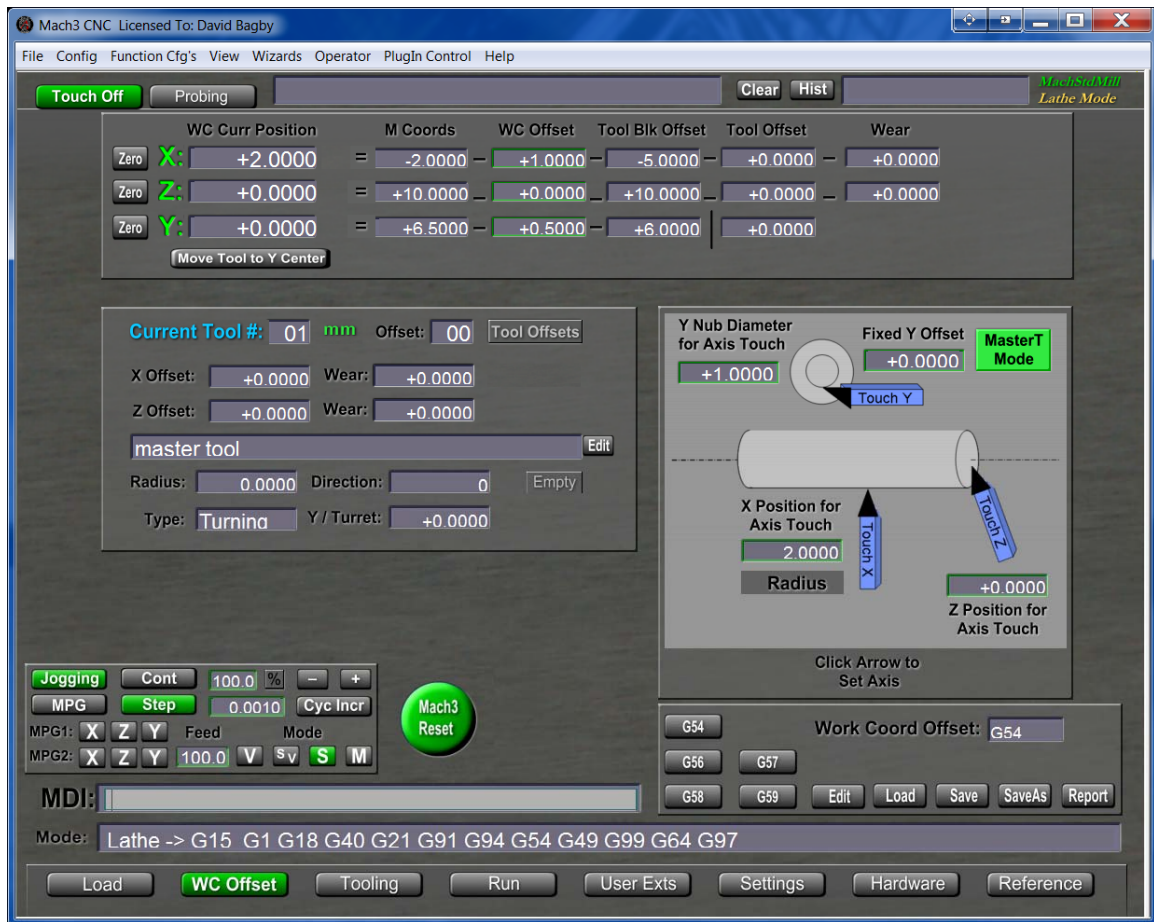 Mach3 CNC Licensed To: David Bagby
File Config Function Cfg's View Wizards Operator PlugIn Control Help
Touch Off Probing Clear Hist MachStdMill
Lathe Mode
WC Curr Position M Coords WC Offset Tool Blk Offset Tool Offset Wear
Zero X: +2.0000 = -2.0000 – +1.0000 – -5.0000 – +0.0000 – +0.0000
Zero Z: +0.0000 = +10.0000 – +0.0000 – +10.0000 – +0.0000 – +0.0000
Zero Y: +0.0000 = +6.5000 – +0.5000 – +6.0000 | +0.0000
Move Tool to Y Center
Current Tool #: 01 mm Offset: 00 Tool Offsets
X Offset: +0.0000 Wear: +0.0000
Z Offset: +0.0000 Wear: +0.0000
master tool Edit
Radius: 0.0000 Direction: 0 Empty
Type: Turning Y / Turret: +0.0000
Y Nub Diameter
for Axis Touch
+1.0000
Fixed Y Offset
+0.0000
MasterT
Mode
Touch Y
X Position for
Axis Touch
2.0000
Radius
Touch X
Touch Z
+0.0000
Z Position for
Axis Touch
Click Arrow to
Set Axis
Jogging Cont 100.0 % – +
MPG Step 0.0010 Cyc Incr
MPG1: X Z Y Feed Mode
MPG2: X Z Y 100.0 V SV S M
Mach3
Reset
G54 Work Coord Offset: G54
G56 G57
G58 G59 Edit Load Save SaveAs Report
MDI:
Mode: Lathe -> G15 G1 G18 G40 G21 G91 G94 G54 G49 G99 G64 G97
Load WC Offset Tooling Run User Exts Settings Hardware Reference